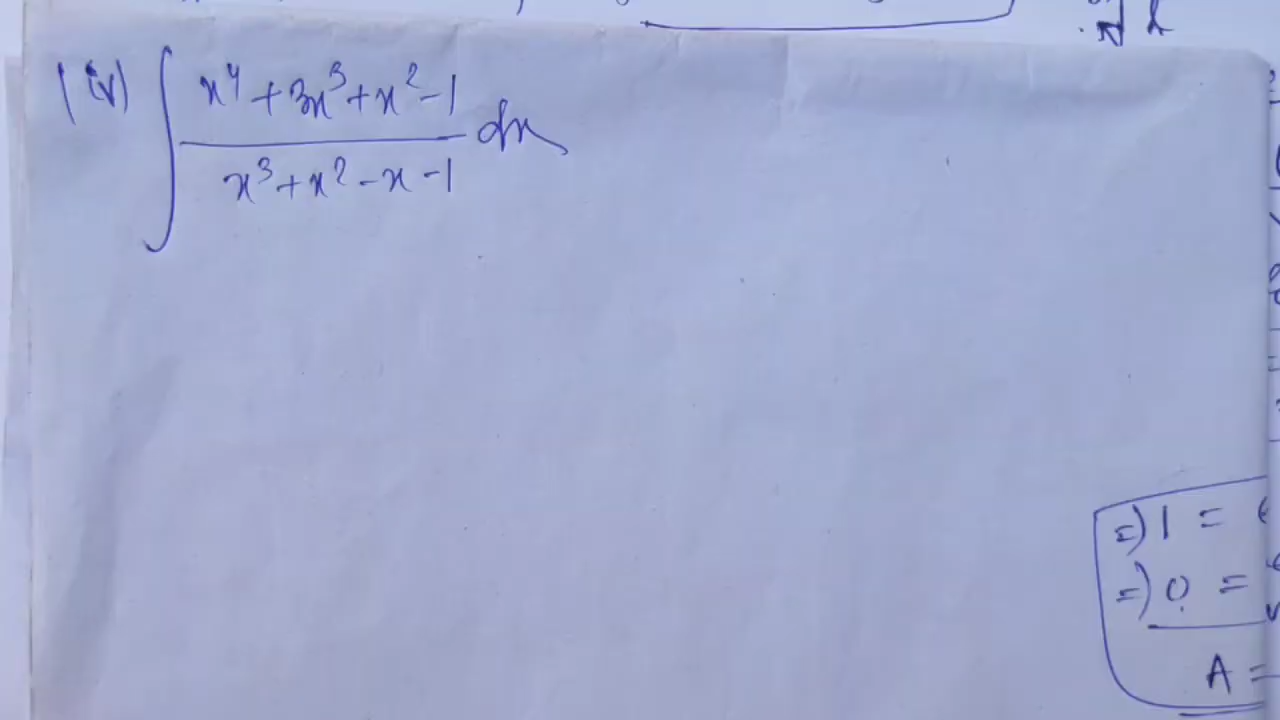 (iv) ∫ x⁴ + 3x³ + x² - 1 / x³ + x² - x - 1 dx
=) 1 =
=) 0 =
A =